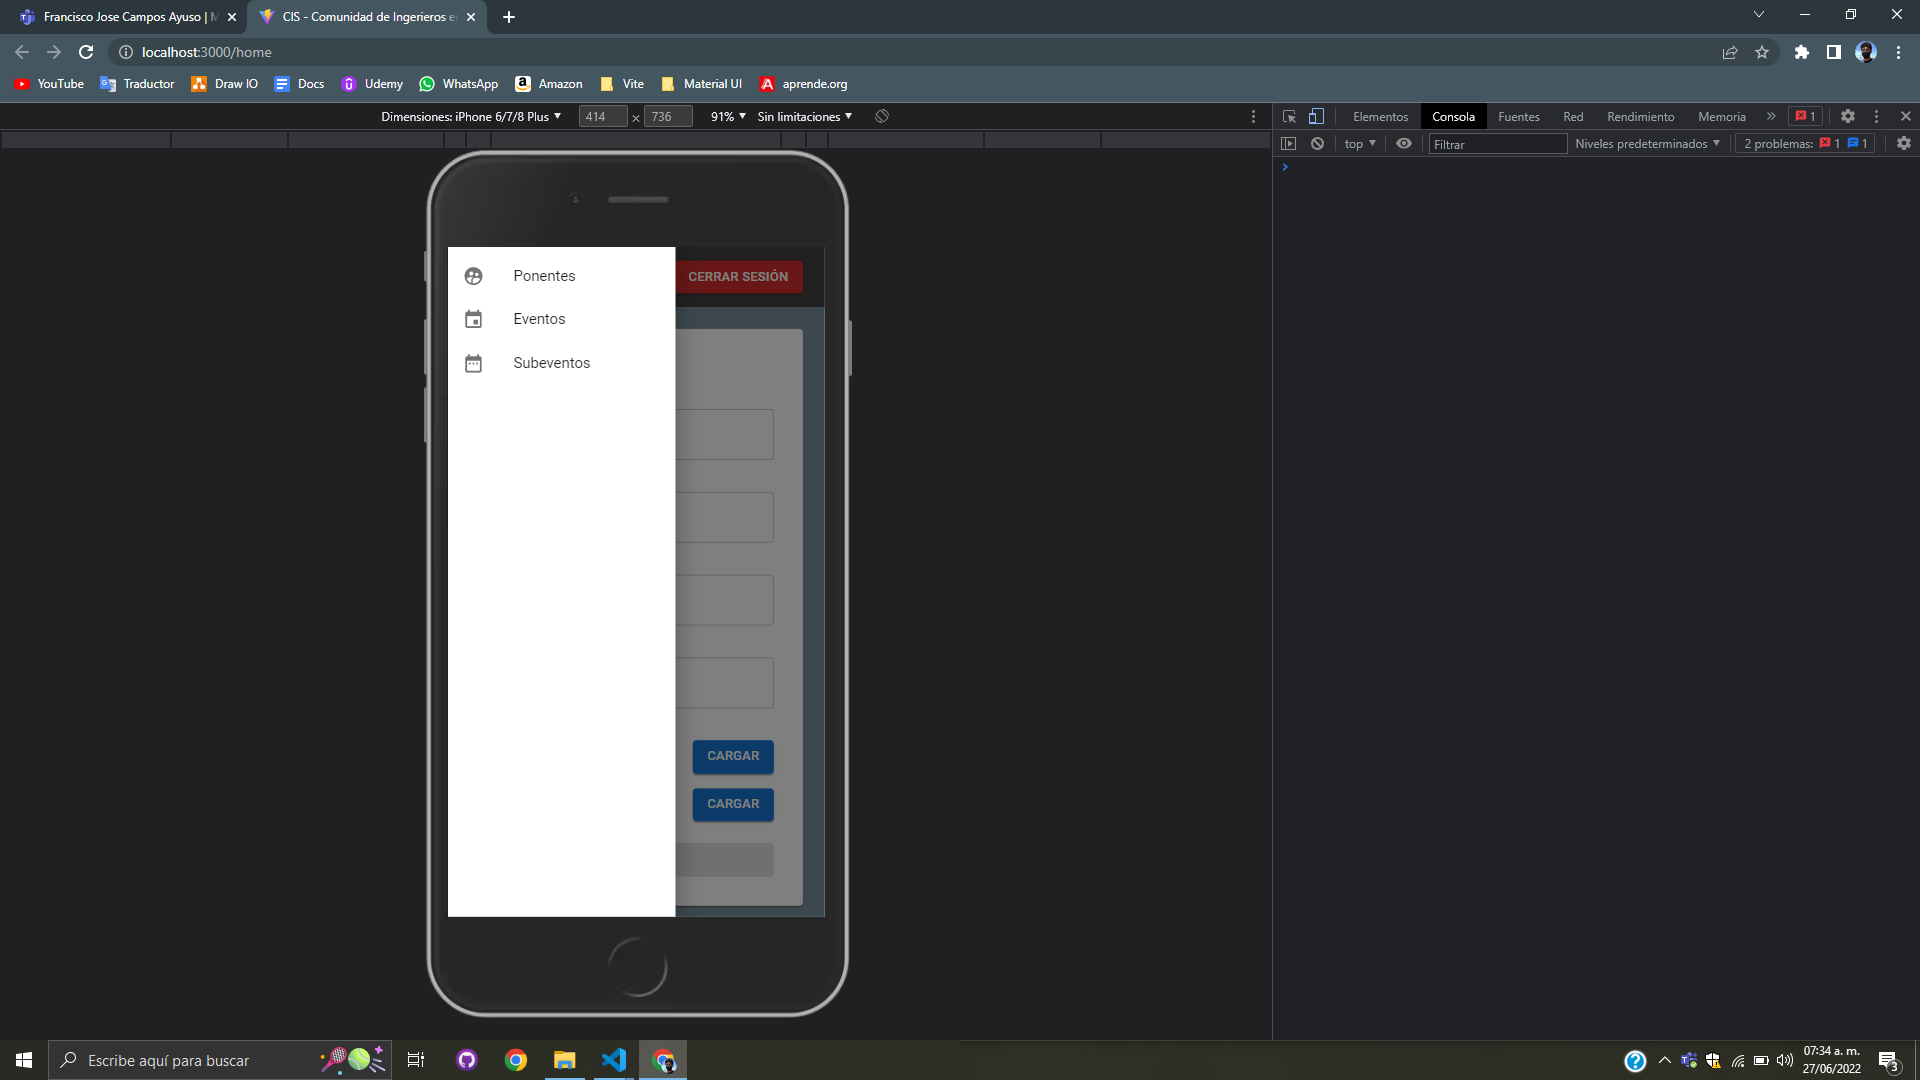 Francisco Jose Campos Ayuso | M
CIS - Comunidad de Ingerieros e
localhost:3000/home
YouTube Traductor Draw IO Docs Udemy WhatsApp Amazon Vite Material UI aprende.org
Dimensiones: iPhone 6/7/8 Plus 414 × 736 91% Sin limitaciones
Elementos Consola Fuentes Red Rendimiento Memoria » 1
top Filtrar Niveles predeterminados 2 problemas: 1 1
Ponentes
CERRAR SESIÓN
Eventos
Subeventos
CARGAR
CARGAR
Escribe aquí para buscar
07:34 a. m.
27/06/2022
3